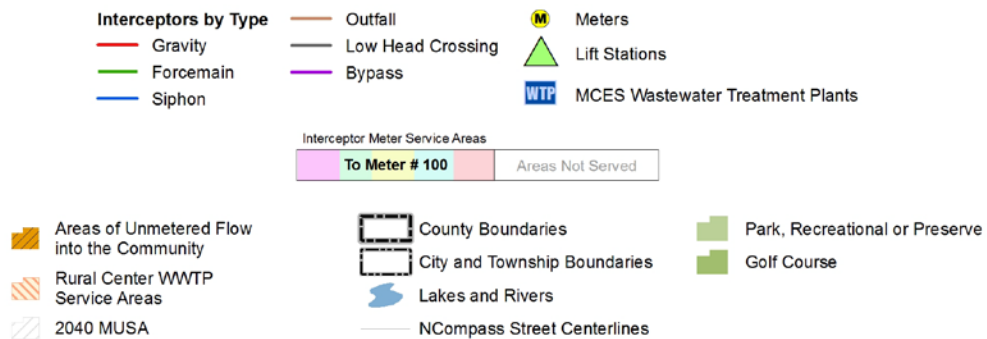 Interceptors by Type
Gravity
Forcemain
Siphon
Outfall
Low Head Crossing
Bypass
M Meters
Lift Stations
WTP MCES Wastewater Treatment Plants
Interceptor Meter Service Areas
To Meter # 100
Areas Not Served
Areas of Unmetered Flow
into the Community
Rural Center WWTP
Service Areas
2040 MUSA
County Boundaries
City and Township Boundaries
Lakes and Rivers
NCompass Street Centerlines
Park, Recreational or Preserve
Golf Course